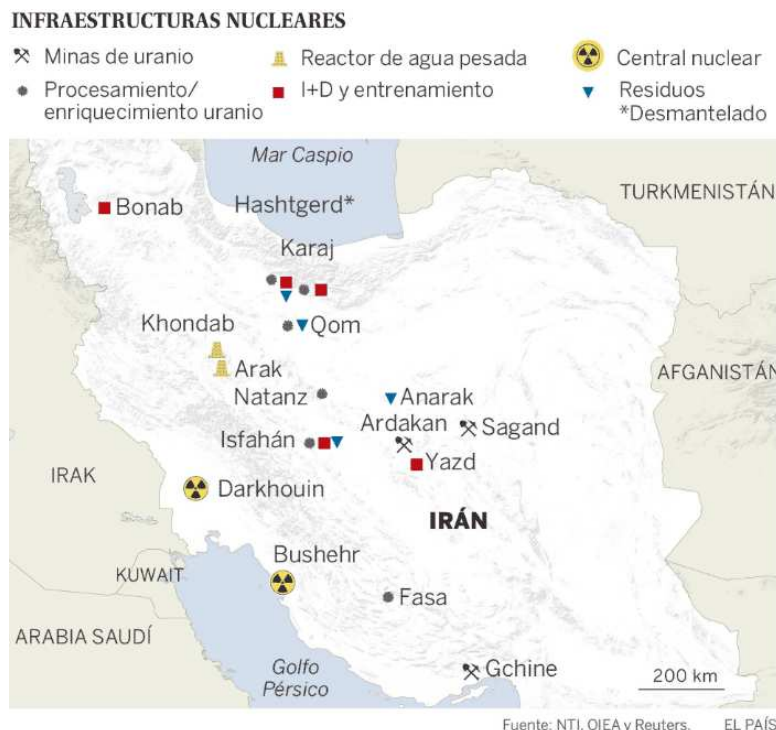 INFRAESTRUCTURAS NUCLEARES
Minas de uranio
Reactor de agua pesada
Central nuclear
Procesamiento/
enriquecimiento uranio
I+D y entrenamiento
Residuos
*Desmantelado
Mar Caspio
TURKMENISTÁN
Bonab
Hashtgerd*
Karaj
Khondab
Qom
Arak
AFGANISTÁN
Natanz
Anarak
Ardakan
Sagand
Isfahán
Yazd
IRAK
Darkhouin
IRÁN
Bushehr
KUWAIT
Fasa
ARABIA SAUDÍ
Golfo
Pérsico
Gchine
200 km
Fuente: NTI, OIEA y Reuters.
EL PAÍS